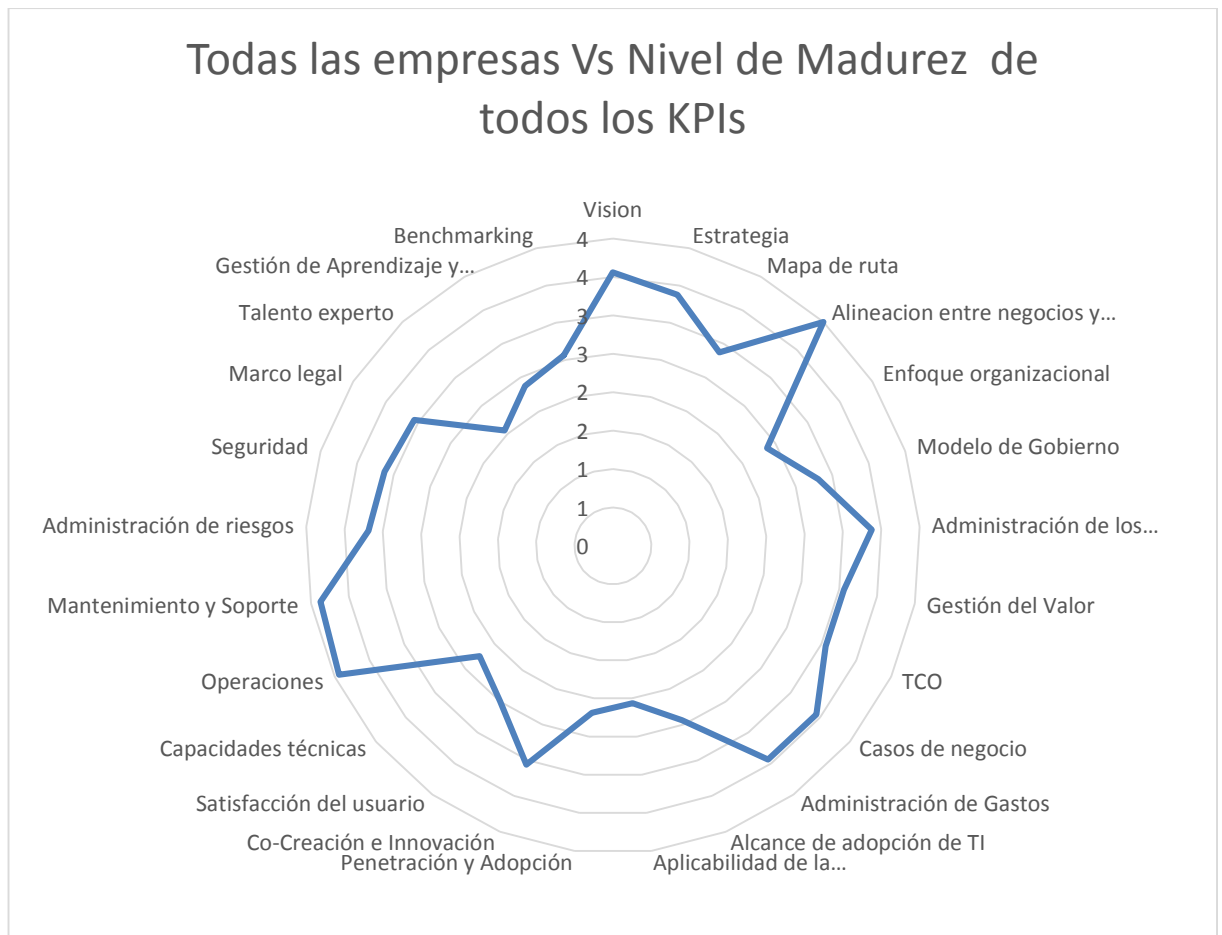 Todas las empresas Vs Nivel de Madurez de
todos los KPIs
Vision
Estrategia
Mapa de ruta
Alineacion entre negocios y...
Enfoque organizacional
Modelo de Gobierno
Administración de los...
Gestión del Valor
TCO
Casos de negocio
Administración de Gastos
Alcance de adopción de TI
Aplicabilidad de la...
Penetración y Adopción
Co-Creación e Innovación
Satisfacción del usuario
Capacidades técnicas
Operaciones
Mantenimiento y Soporte
Administración de riesgos
Seguridad
Marco legal
Talento experto
Gestión de Aprendizaje y...
Benchmarking
4
4
3
3
2
2
1
1
0